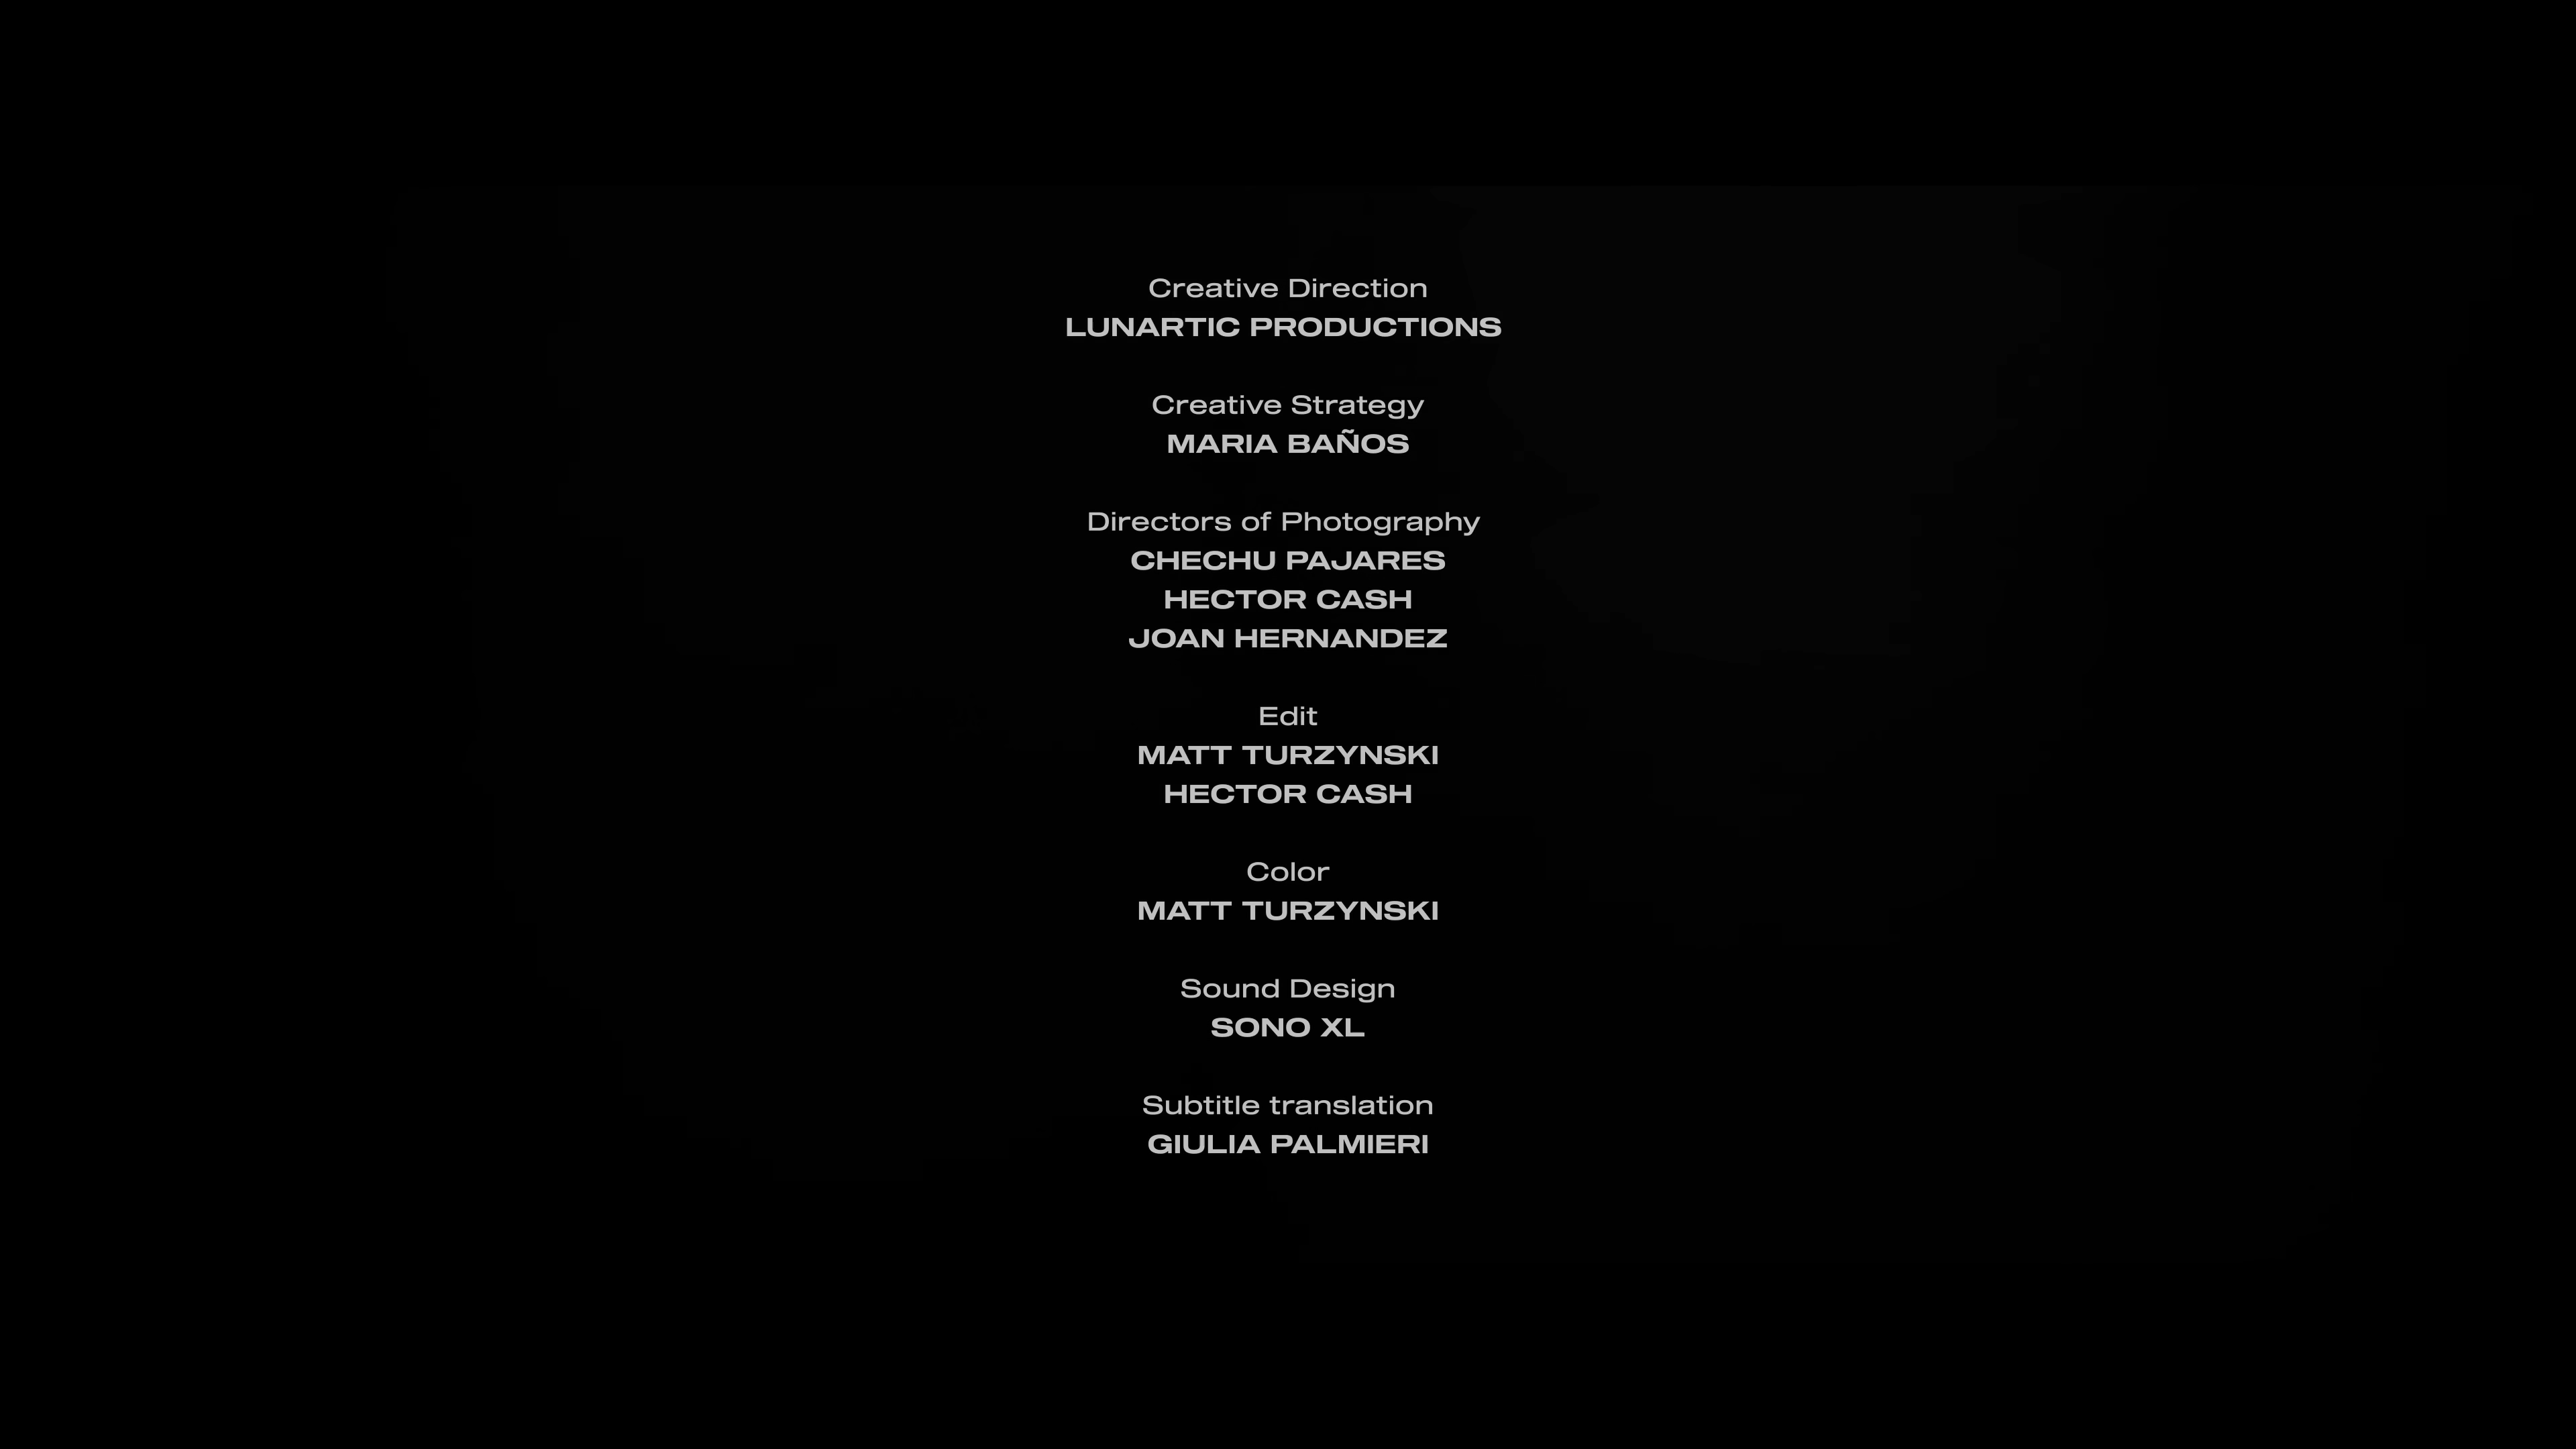 Creative Direction
LUNARTIC PRODUCTIONS
Creative Strategy
MARIA BAÑOS
Directors of Photography
CHECHU PAJARES
HECTOR CASH
JOAN HERNANDEZ
Edit
MATT TURZYNSKI
HECTOR CASH
Color
MATT TURZYNSKI
Sound Design
SONO XL
Subtitle translation
GIULIA PALMIERI